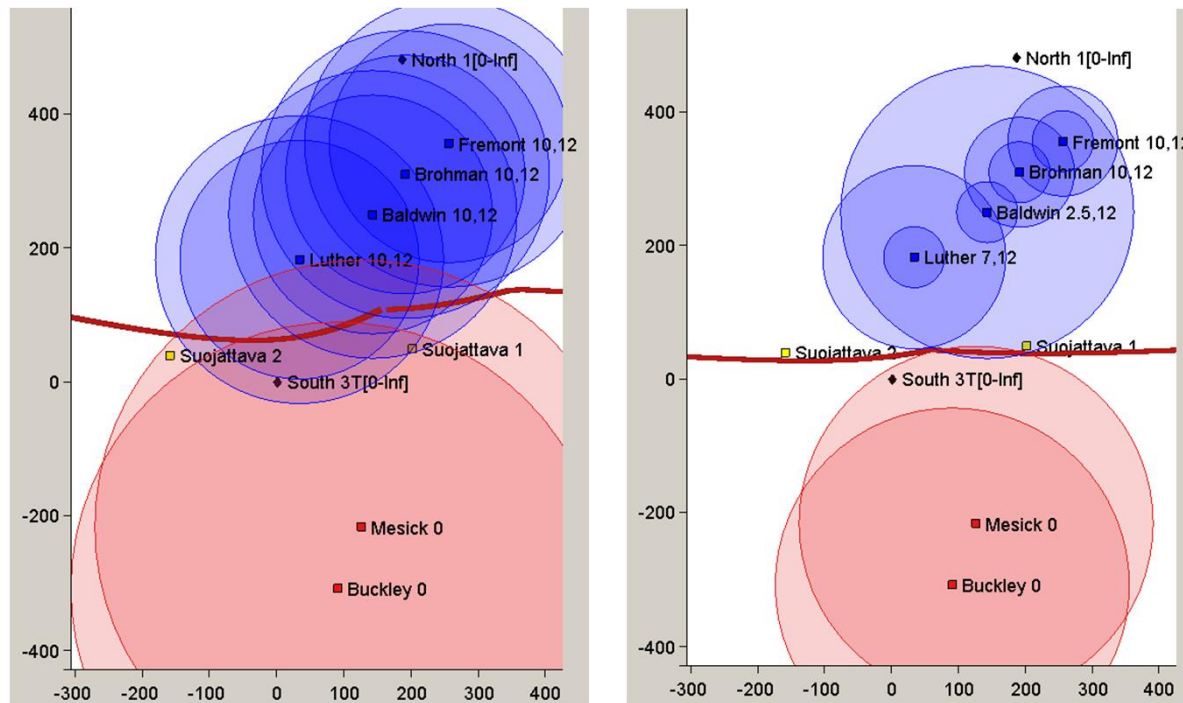 North 1[0-Inf]
400
Fremont 10,12
Brohman 10,12
Baldwin 10,12
200
Luther 10,12
Suojattava 1
Suojattava 2
0
South 3T[0-Inf]
-200
Mesick 0
Buckley 0
-400
-300 -200 -100 0 100 200 300 400
North 1[0-Inf]
400
Fremont 10,12
Brohman 10,12
Baldwin 2.5,12
200
Luther 7,12
Suojattava 2
Suojattava 1
0
South 3T[0-Inf]
-200
Mesick 0
Buckley 0
-400
-300 -200 -100 0 100 200 300 400